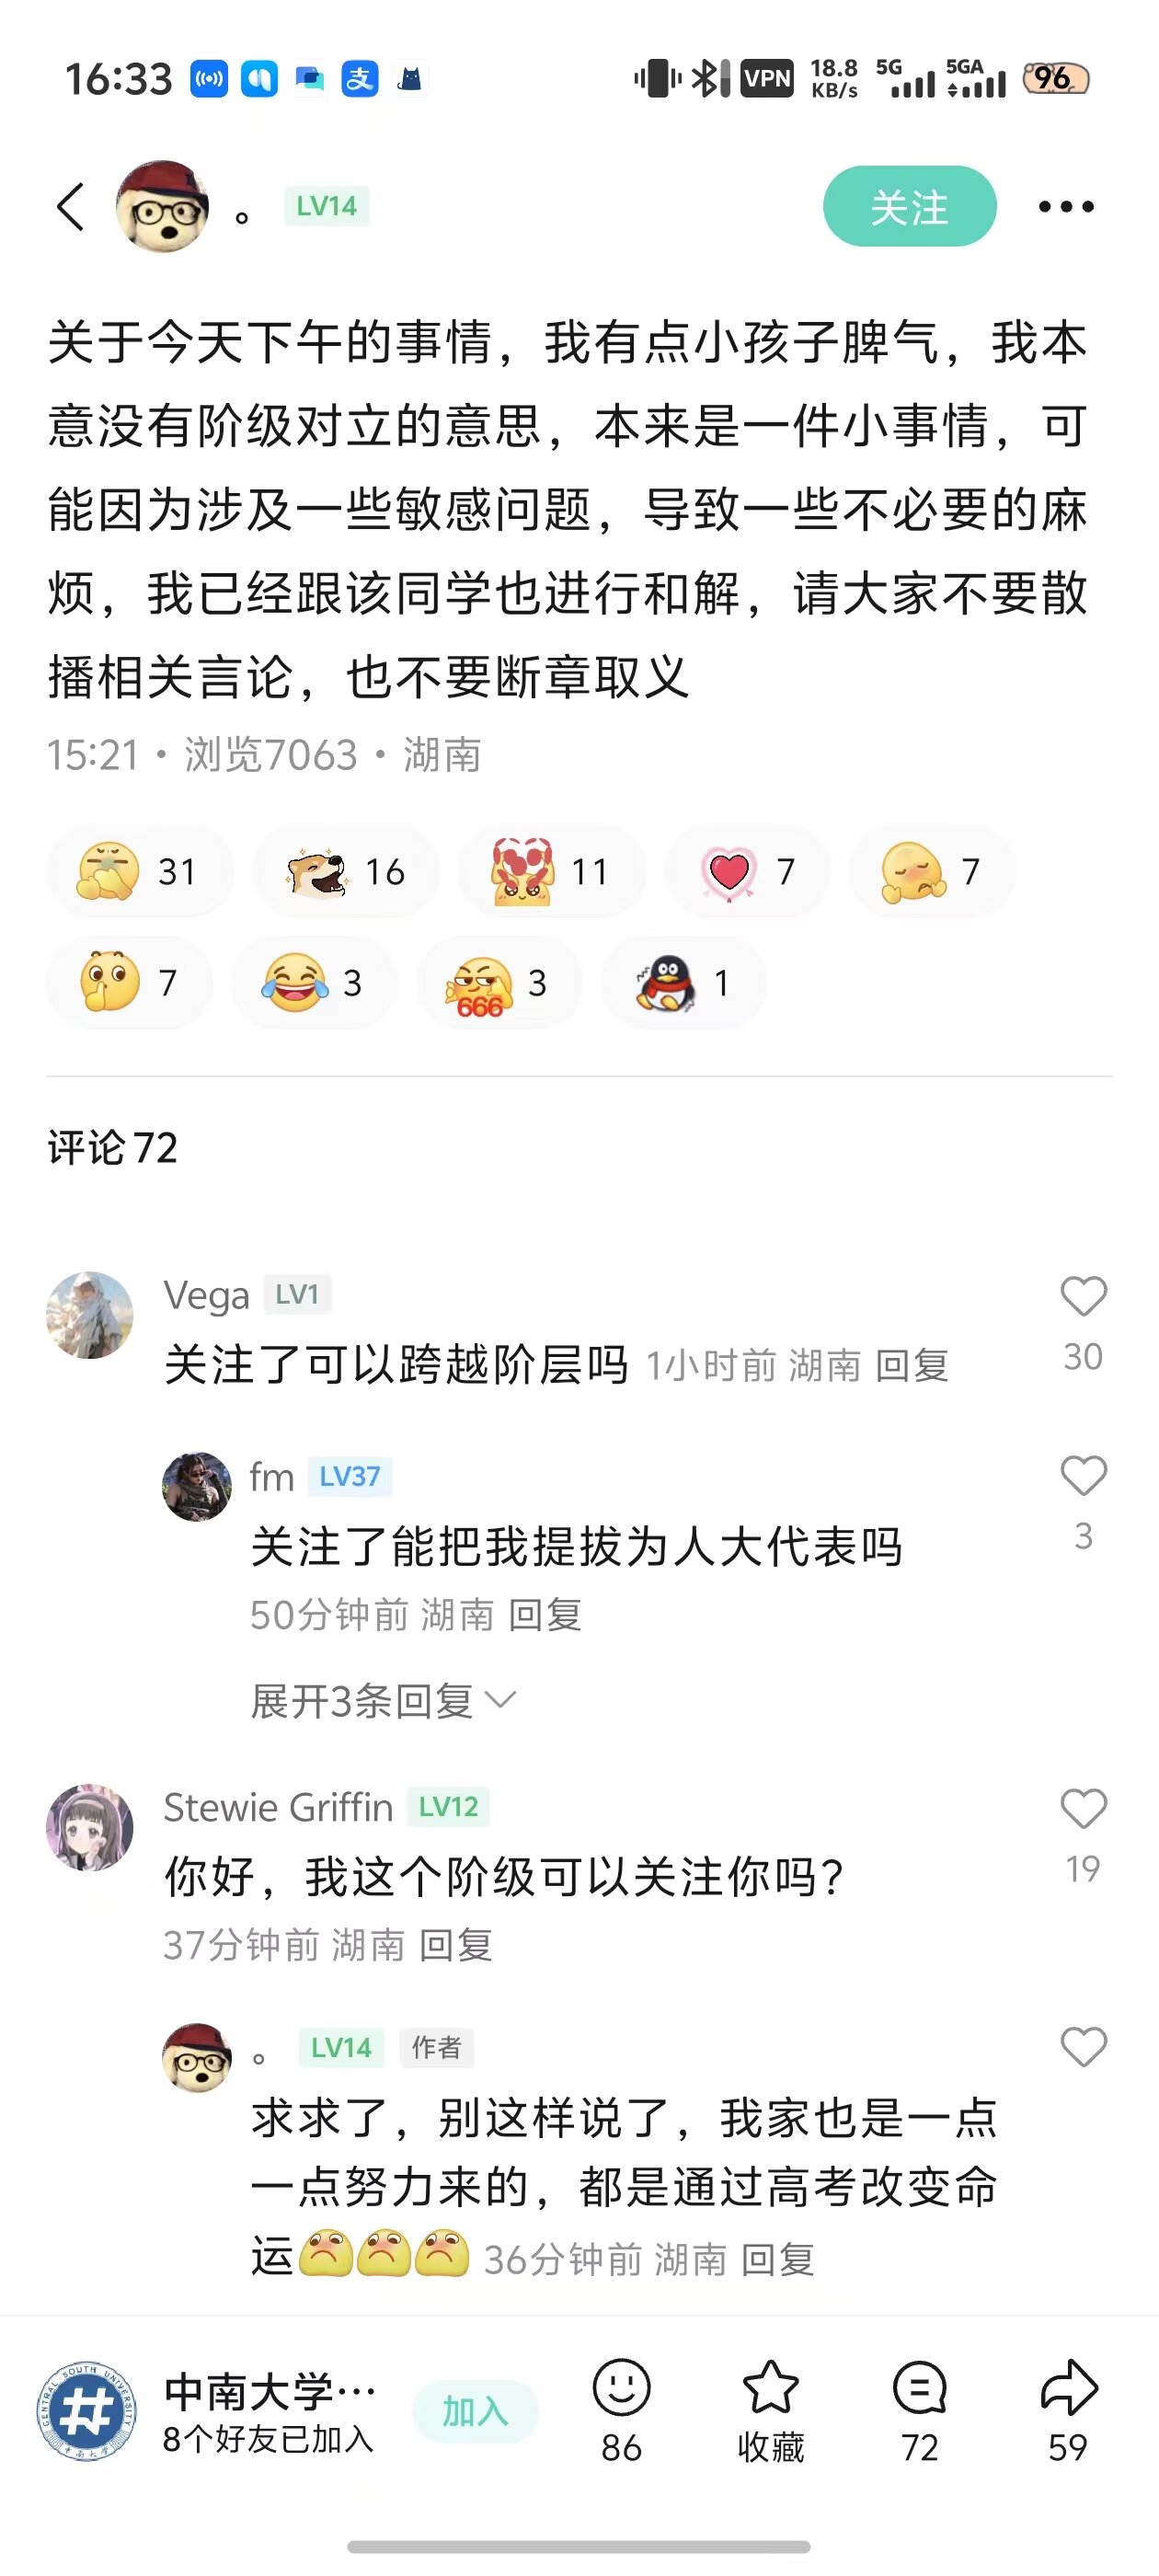 16:33
支
VPN
18.8
KB/s
5G
5GA
96
。 LV14
关注
关于今天下午的事情，我有点小孩子脾气，我本
意没有阶级对立的意思，本来是一件小事情，可
能因为涉及一些敏感问题，导致一些不必要的麻
烦，我已经跟该同学也进行和解，请大家不要散
播相关言论，也不要断章取义
15:21 · 浏览7063 · 湖南
31 16 11 7 7
7 3 666 3 1
评论72
Vega LV1
关注了可以跨越阶层吗 1小时前 湖南 回复
30
fm LV37
关注了能把我提拔为人大代表吗
3
50分钟前 湖南 回复
展开3条回复
Stewie Griffin LV12
你好，我这个阶级可以关注你吗？
19
37分钟前 湖南 回复
。 LV14 作者
求求了，别这样说了，我家也是一点
一点努力来的，都是通过高考改变命
运 36分钟前 湖南 回复
CENTRAL SOUTH UNIVERSITY
中南大学
中南大学…
8个好友已加入
加入
86
收藏
72
59